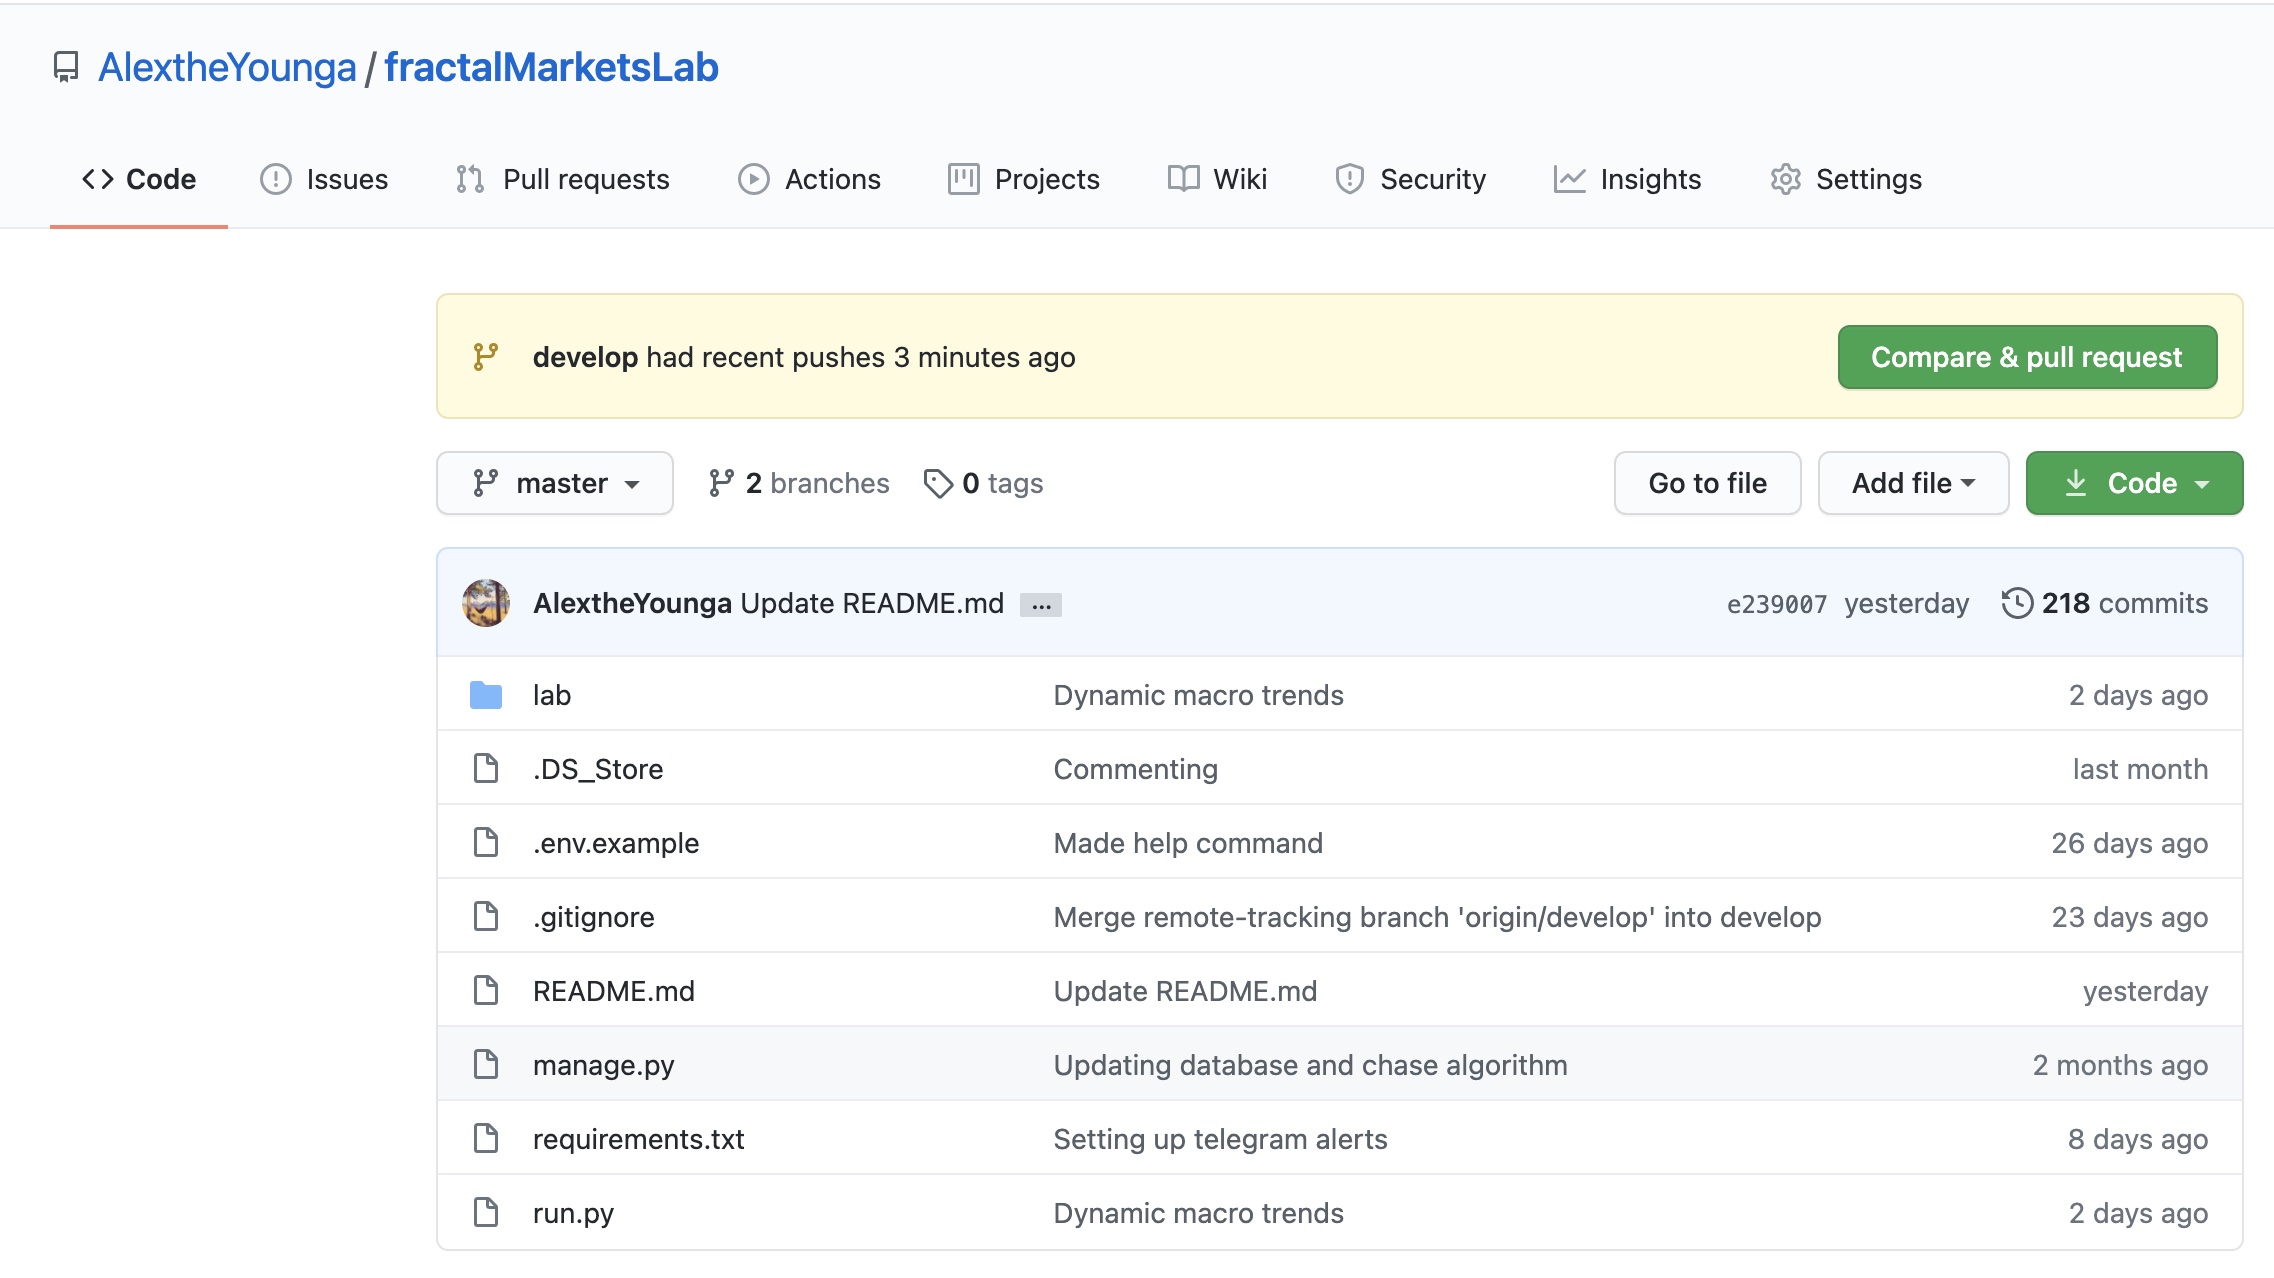 AlextheYounga / fractalMarketsLab
Code Issues Pull requests Actions Projects Wiki Security Insights Settings
develop had recent pushes 3 minutes ago Compare & pull request
master 2 branches 0 tags Go to file Add file Code
AlextheYounga Update README.md ... e239007 yesterday 218 commits
lab Dynamic macro trends 2 days ago
.DS_Store Commenting last month
.env.example Made help command 26 days ago
.gitignore Merge remote-tracking branch 'origin/develop' into develop 23 days ago
README.md Update README.md yesterday
manage.py Updating database and chase algorithm 2 months ago
requirements.txt Setting up telegram alerts 8 days ago
run.py Dynamic macro trends 2 days ago